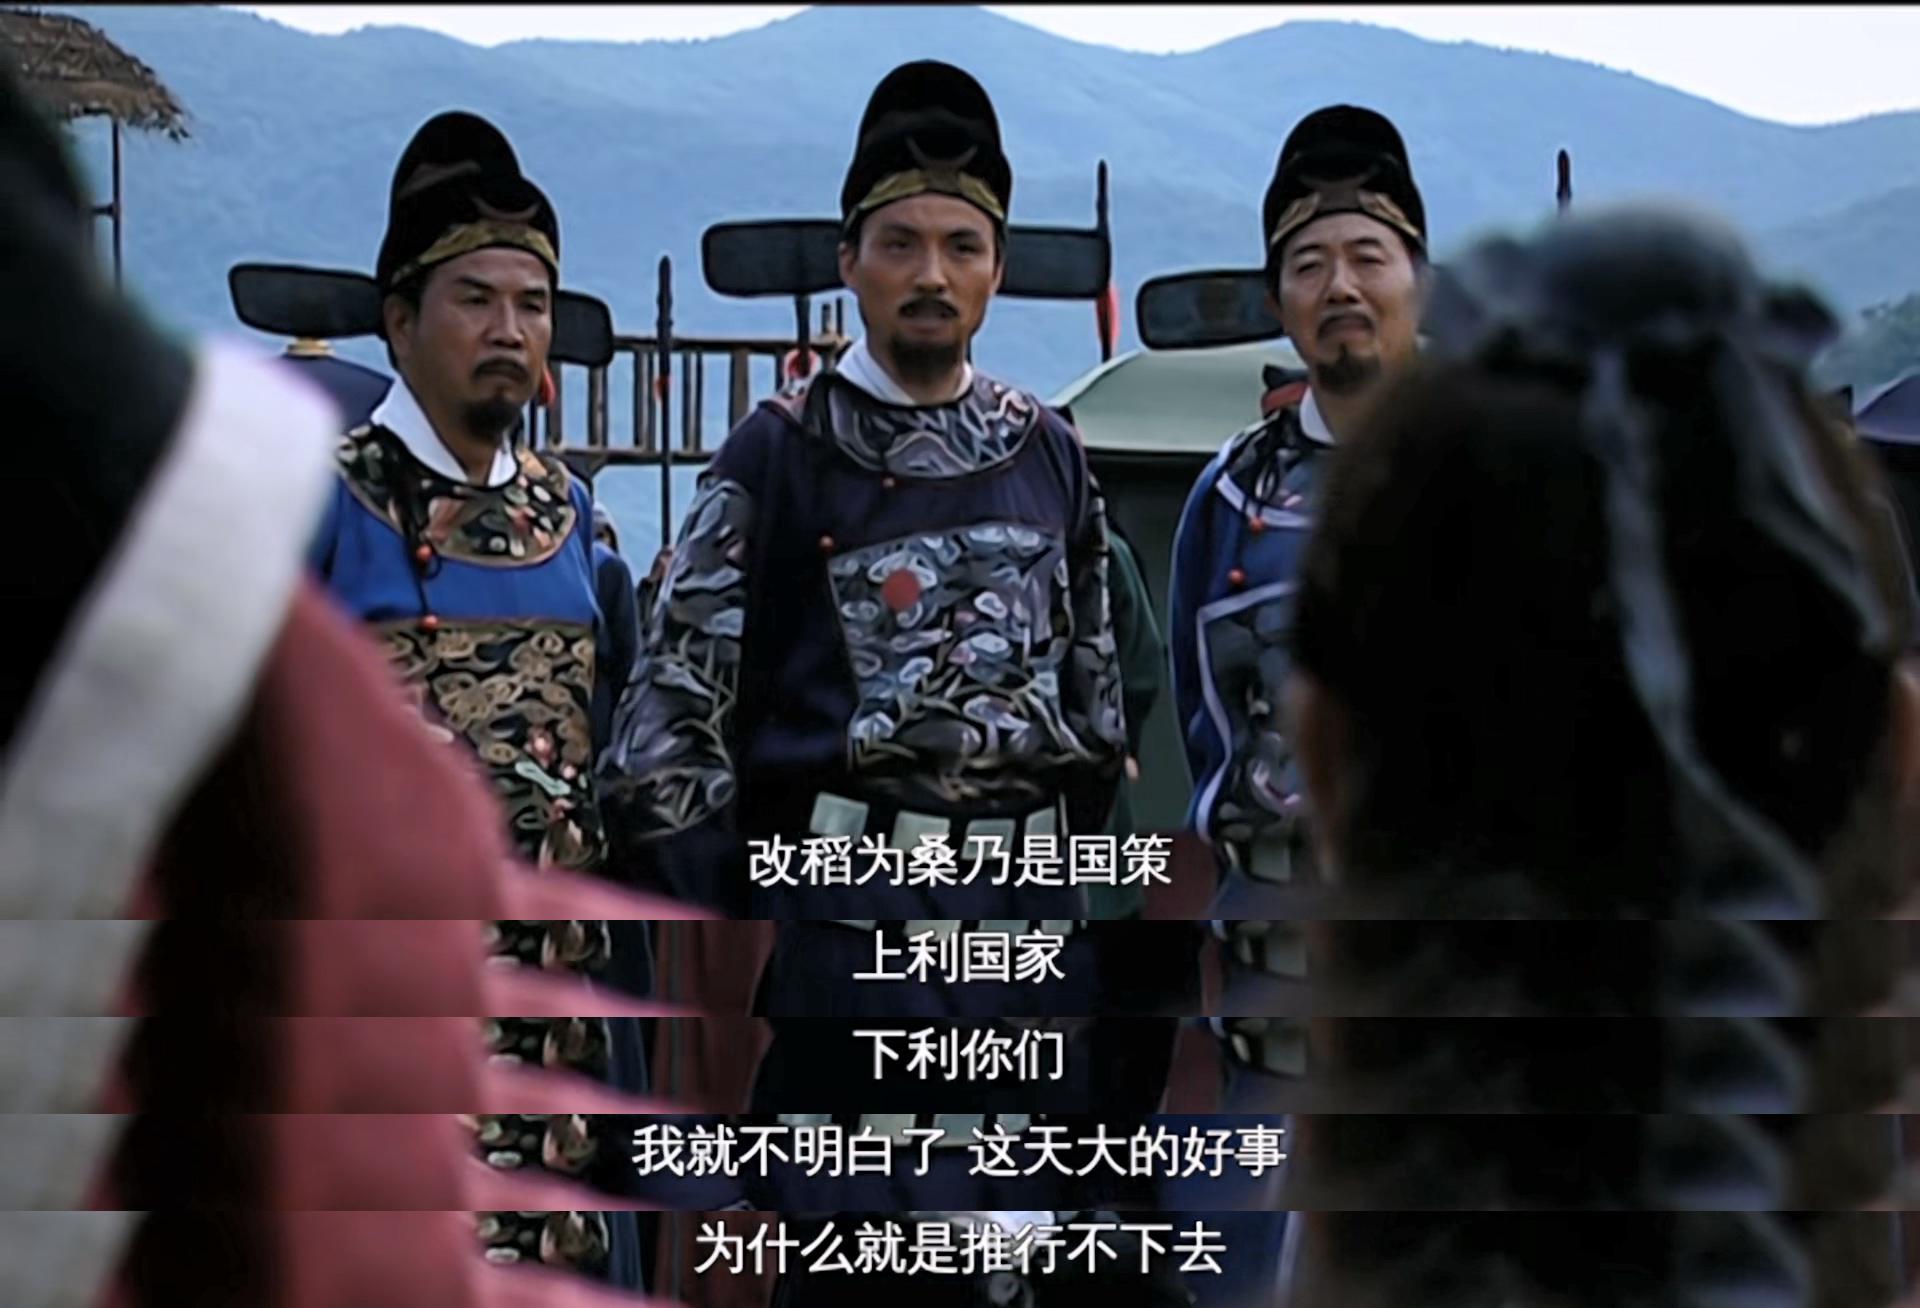 改稻为桑乃是国策
上利国家
下利你们
我就不明白了 这天大的好事
为什么就是推行不下去